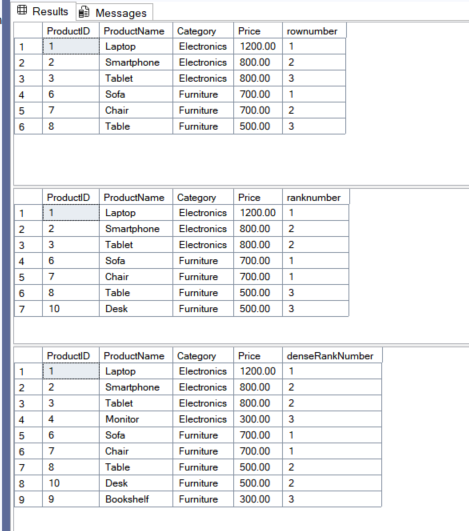 Results Messages
ProductID ProductName Category Price rownumber
1 1 Laptop Electronics 1200.00 1
2 2 Smartphone Electronics 800.00 2
3 3 Tablet Electronics 800.00 3
4 6 Sofa Furniture 700.00 1
5 7 Chair Furniture 700.00 2
6 8 Table Furniture 500.00 3
ProductID ProductName Category Price ranknumber
1 1 Laptop Electronics 1200.00 1
2 2 Smartphone Electronics 800.00 2
3 3 Tablet Electronics 800.00 2
4 6 Sofa Furniture 700.00 1
5 7 Chair Furniture 700.00 1
6 8 Table Furniture 500.00 3
7 10 Desk Furniture 500.00 3
ProductID ProductName Category Price denseRankNumber
1 1 Laptop Electronics 1200.00 1
2 2 Smartphone Electronics 800.00 2
3 3 Tablet Electronics 800.00 2
4 4 Monitor Electronics 300.00 3
5 6 Sofa Furniture 700.00 1
6 7 Chair Furniture 700.00 1
7 8 Table Furniture 500.00 2
8 10 Desk Furniture 500.00 2
9 9 Bookshelf Furniture 300.00 3